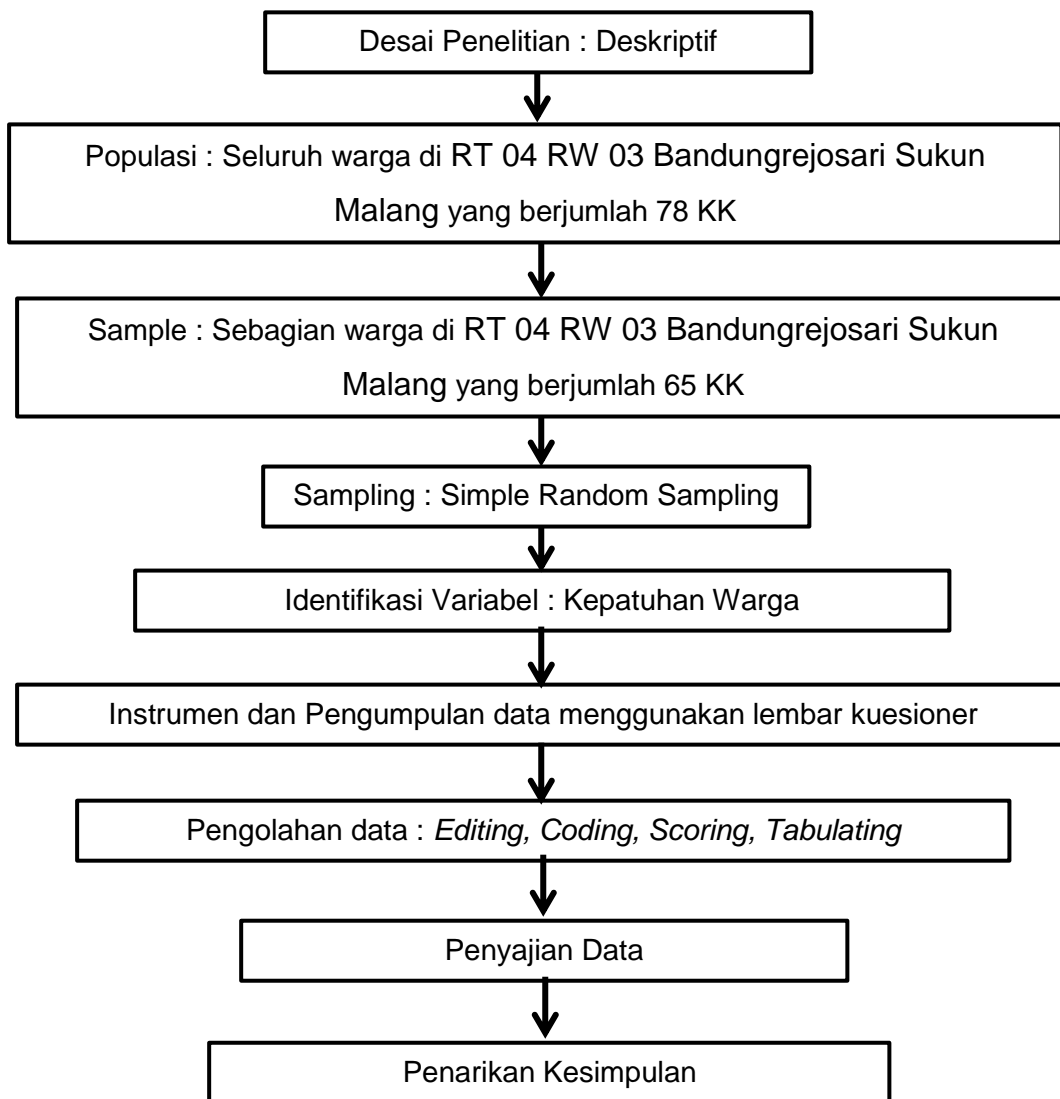 Desai Penelitian : Deskriptif
Populasi : Seluruh warga di RT 04 RW 03 Bandungrejosari Sukun
Malang yang berjumlah 78 KK
Sample : Sebagian warga di RT 04 RW 03 Bandungrejosari Sukun
Malang yang berjumlah 65 KK
Sampling : Simple Random Sampling
Identifikasi Variabel : Kepatuhan Warga
Instrumen dan Pengumpulan data menggunakan lembar kuesioner
Pengolahan data : Editing, Coding, Scoring, Tabulating
Penyajian Data
Penarikan Kesimpulan